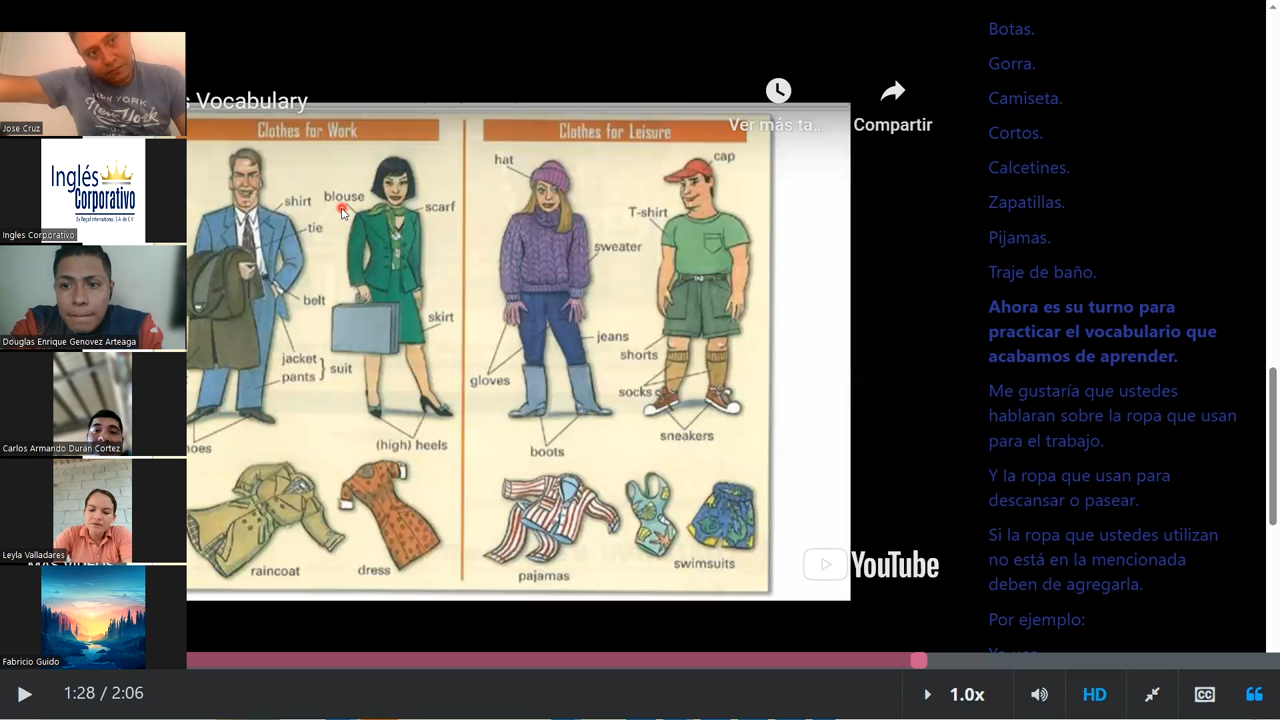 s Vocabulary
Ver más ta...
Compartir
Clothes for Work
Clothes for Leisure
shirt
blouse
scarf
tie
belt
skirt
jacket
pants
suit
(high) heels
raincoat
dress
hat
cap
T-shirt
sweater
jeans
shorts
gloves
socks
sneakers
boots
pajamas
swimsuits
YouTube
NEW YORK
New York
Jose Cruz
Inglés
Corporativo
Ingles Corporativo
Douglas Enrique Genovez Arteaga
Carlos Armando Durán Cortez
Leyla Valladares
Fabricio Guido
Botas.
Gorra.
Camiseta.
Cortos.
Calcetines.
Zapatillas.
Pijamas.
Traje de baño.
Ahora es su turno para
practicar el vocabulario que
acabamos de aprender.
Me gustaría que ustedes
hablaran sobre la ropa que usan
para el trabajo.
Y la ropa que usan para
descansar o pasear.
Si la ropa que ustedes utilizan
no está en la mencionada
deben de agregarla.
Por ejemplo:
1:28 / 2:06
1.0x
HD
CC